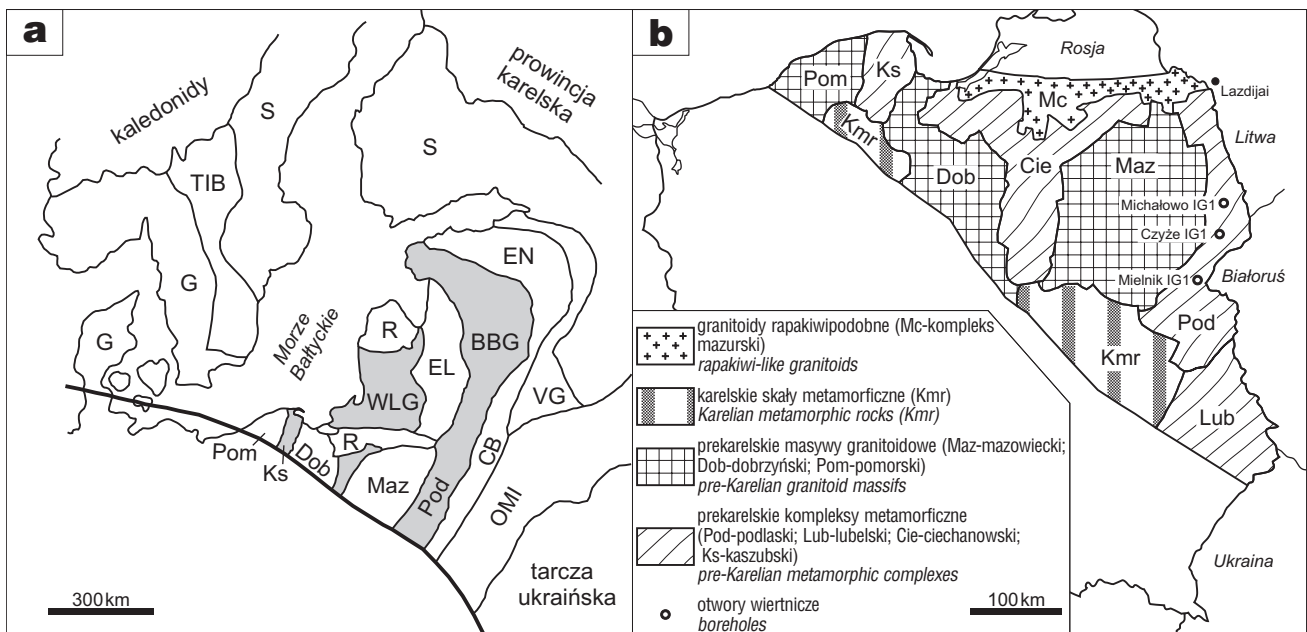 a
kaledonidy
S
prowincja
karelska
S
TIB
G
G
EN
Morze
Bałtyckie
R
EL
BBG
WLG
VG
CB
Pom
Ks
Dob
R
Maz
Pod
OMI
tarcza
ukraińska
300 km
b
Rosja
Pom
Ks
Mc
Lazdijai
Kmr
Litwa
Dob
Cie
Maz
Michałowo IG1
Czyże IG1
Mielnik IG1
Białoruś
Pod
Kmr
Lub
Ukraina
granitoidy rapakiwipodobne (Mc-kompleks
mazurski)
rapakiwi-like granitoids
karelskie skały metamorficzne (Kmr)
Karelian metamorphic rocks (Kmr)
prekarelskie masywy granitoidowe (Maz-mazowiecki;
Dob-dobrzyński; Pom-pomorski)
pre-Karelian granitoid massifs
prekarelskie kompleksy metamorficzne
(Pod-podlaski; Lub-lubelski; Cie-ciechanowski;
Ks-kaszubski)
pre-Karelian metamorphic complexes
otwory wiertnicze
boreholes
100 km